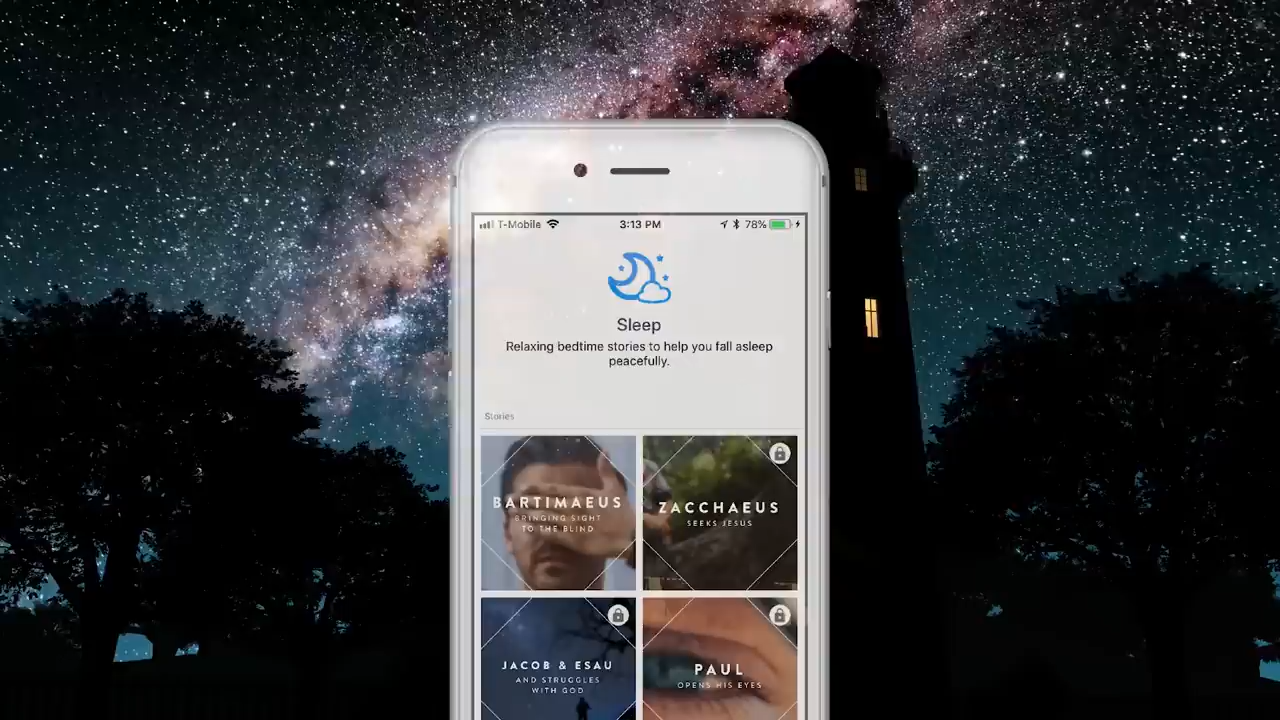 T-Mobile 3:13 PM 78%
Sleep
Relaxing bedtime stories to help you fall asleep
peacefully.
Stories
BARTIMAEUS
BRINGING SIGHT
TO THE BLIND
ZACCHAEUS
SEEKS JESUS
JACOB & ESAU
AND STRUGGLES
WITH GOD
PAUL
OPENS HIS EYES